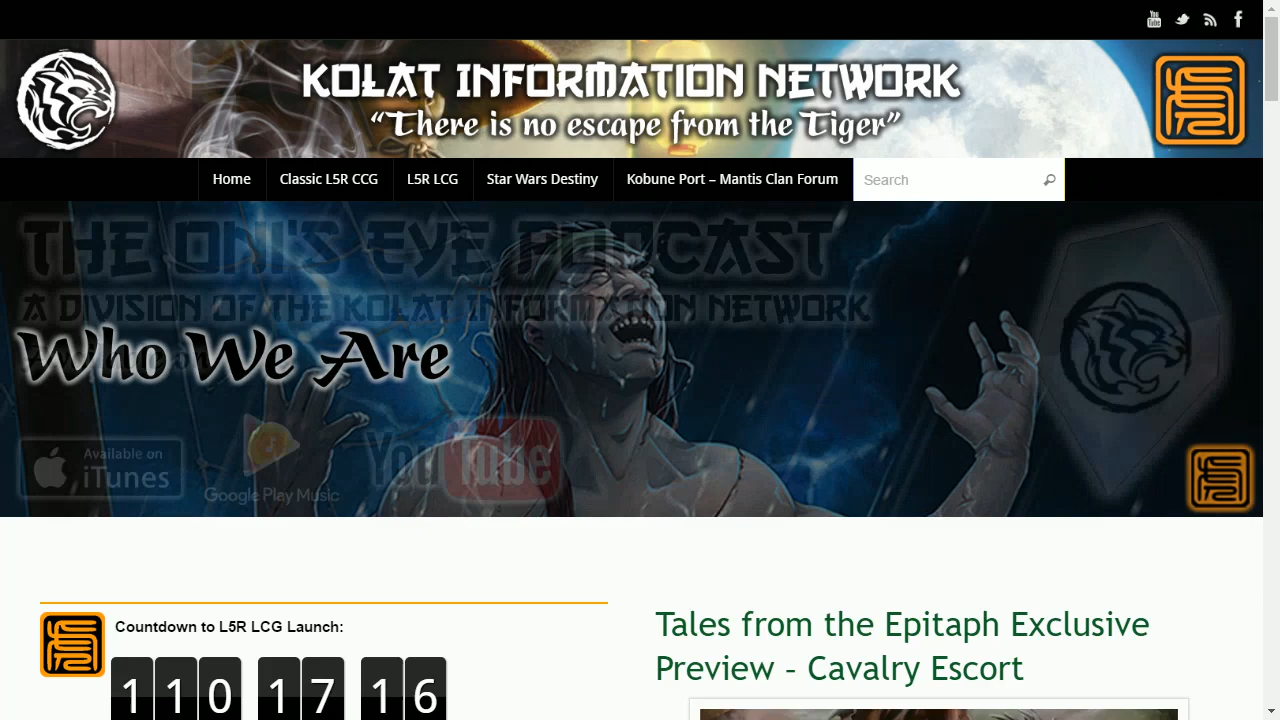 You Tube
KOLAT INFORMATION NETWORK
“There is no escape from the Tiger”
Home
Classic L5R CCG
L5R LCG
Star Wars Destiny
Kobune Port – Mantis Clan Forum
Search
THE ONI'S EYE PODCAST
A DIVISION OF THE KOLAT INFORMATION NETWORK
Who We Are
Available on
iTunes
Google Play Music
YouTube
Countdown to L5R LCG Launch:
110 17 16
Tales from the Epitaph Exclusive
Preview – Cavalry Escort